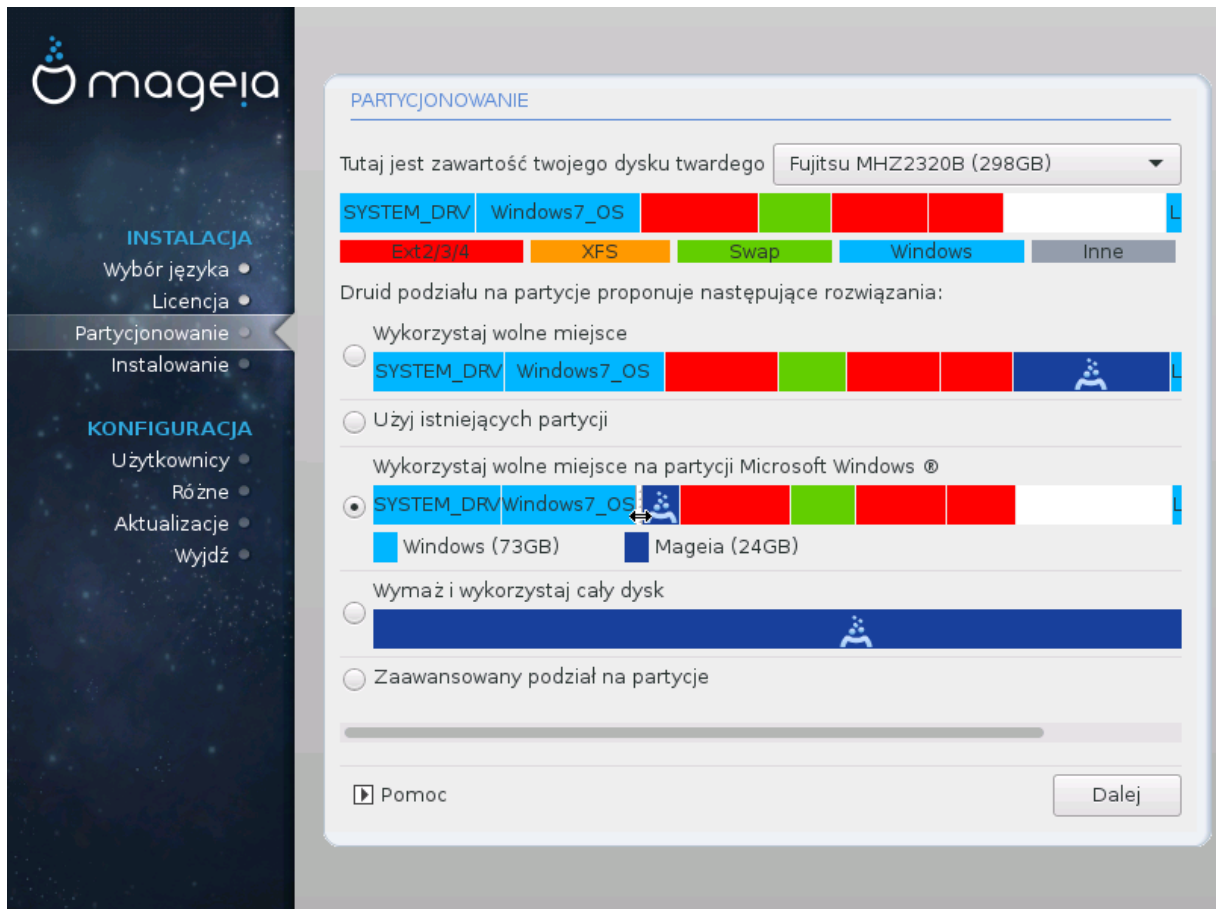 mageia
INSTALACJA
Wybór języka
Licencja
Partycjonowanie
Instalowanie
KONFIGURACJA
Użytkownicy
Różne
Aktualizacje
Wyjdź
PARTYCJONOWANIE
Tutaj jest zawartość twojego dysku twardego Fujitsu MHZ2320B (298GB)
SYSTEM_DRV Windows7_OS L
Ext2/3/4 XFS Swap Windows Inne
Druid podziału na partycje proponuje następujące rozwiązania:
Wykorzystaj wolne miejsce
SYSTEM_DRV Windows7_OS L
Użyj istniejących partycji
Wykorzystaj wolne miejsce na partycji Microsoft Windows ®
SYSTEM_DRV Windows7_OS L
Windows (73GB) Mageia (24GB)
Wymaż i wykorzystaj cały dysk
Zaawansowany podział na partycje
Pomoc
Dalej